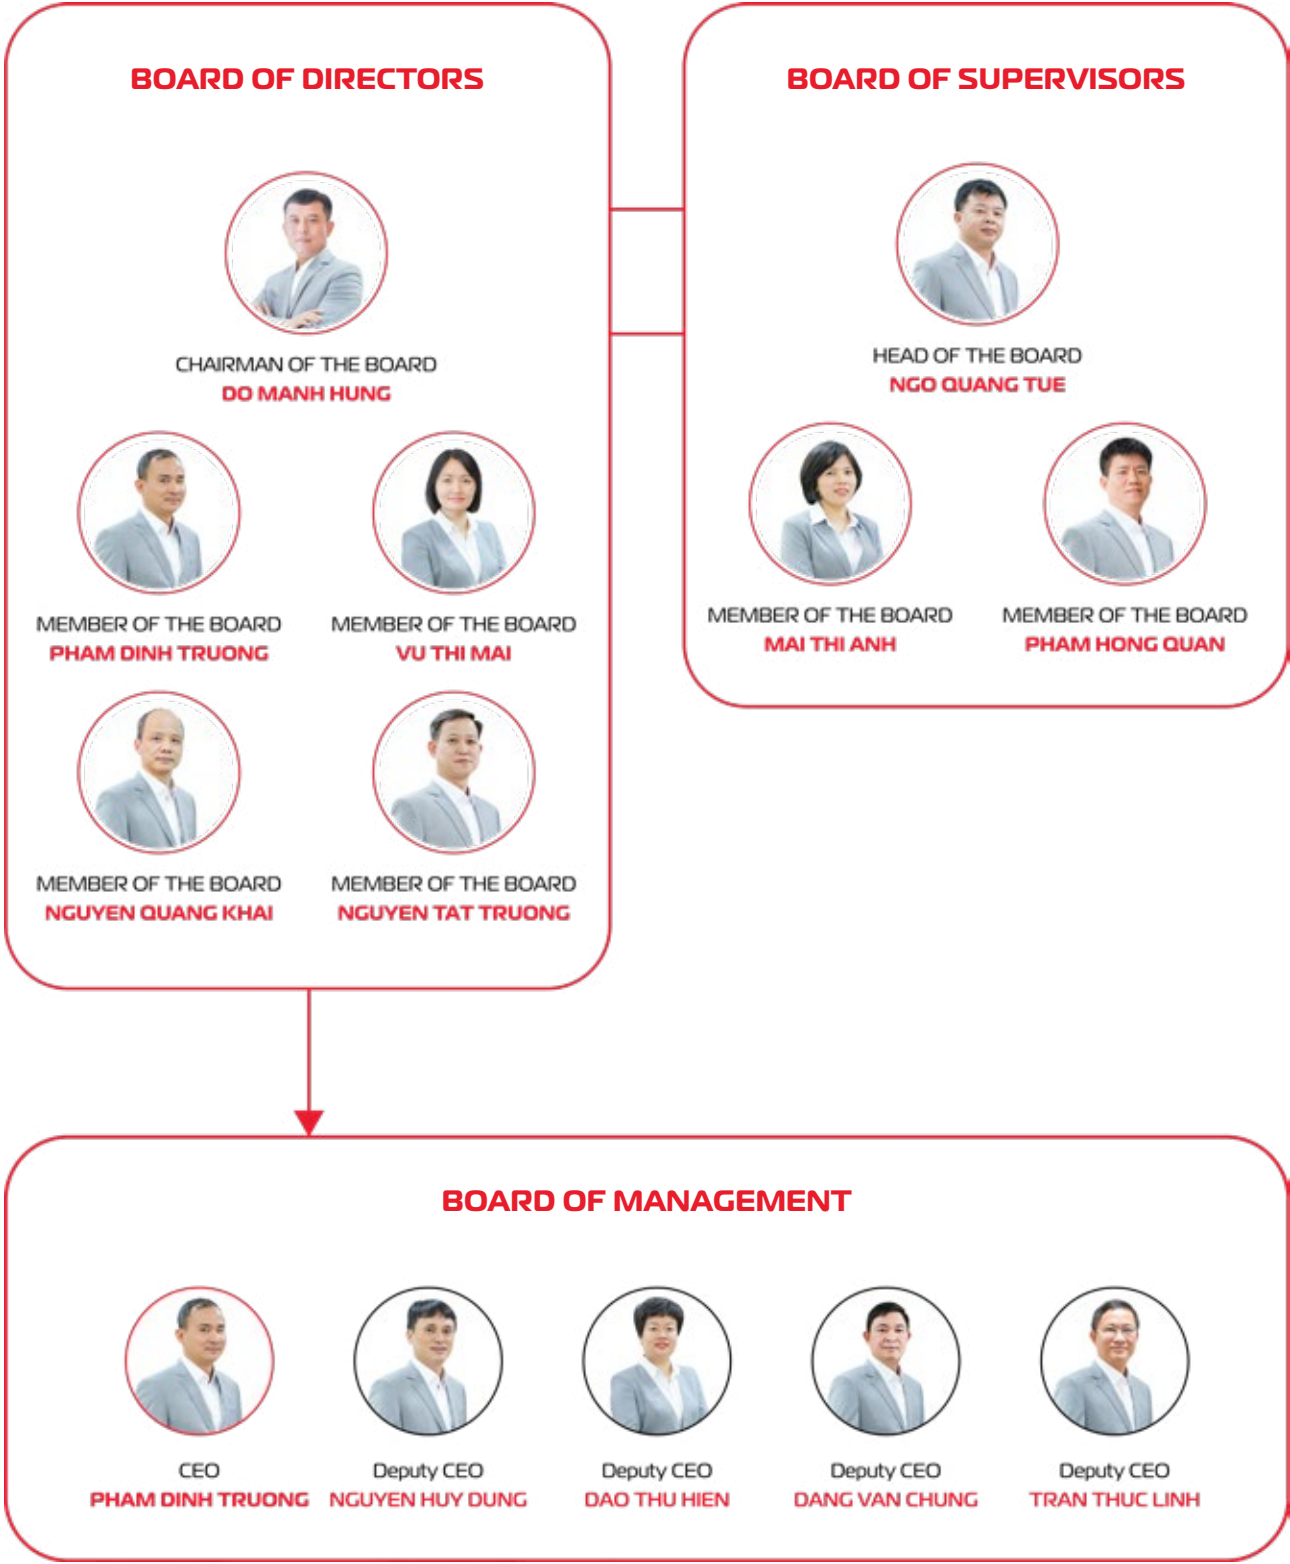 BOARD OF DIRECTORS
CHAIRMAN OF THE BOARD
DO MANH HUNG
MEMBER OF THE BOARD
PHAM DINH TRUONG
MEMBER OF THE BOARD
VU THI MAI
MEMBER OF THE BOARD
NGUYEN QUANG KHAI
MEMBER OF THE BOARD
NGUYEN TAT TRUONG
BOARD OF SUPERVISORS
HEAD OF THE BOARD
NGO QUANG TUE
MEMBER OF THE BOARD
MAI THI ANH
MEMBER OF THE BOARD
PHAM HONG QUAN
BOARD OF MANAGEMENT
CEO
PHAM DINH TRUONG
Deputy CEO
NGUYEN HUY DUNG
Deputy CEO
DAO THU HIEN
Deputy CEO
DANG VAN CHUNG
Deputy CEO
TRAN THUC LINH